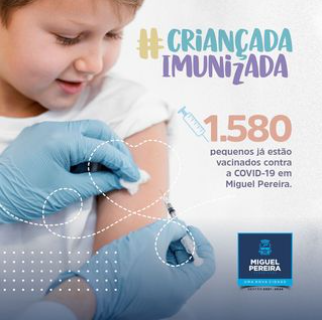 #CRIANÇADA
IMUNIZADA
1.580
pequenos já estão
vacinados contra
a COVID-19 em
Miguel Pereira.
MIGUEL
PEREIRA